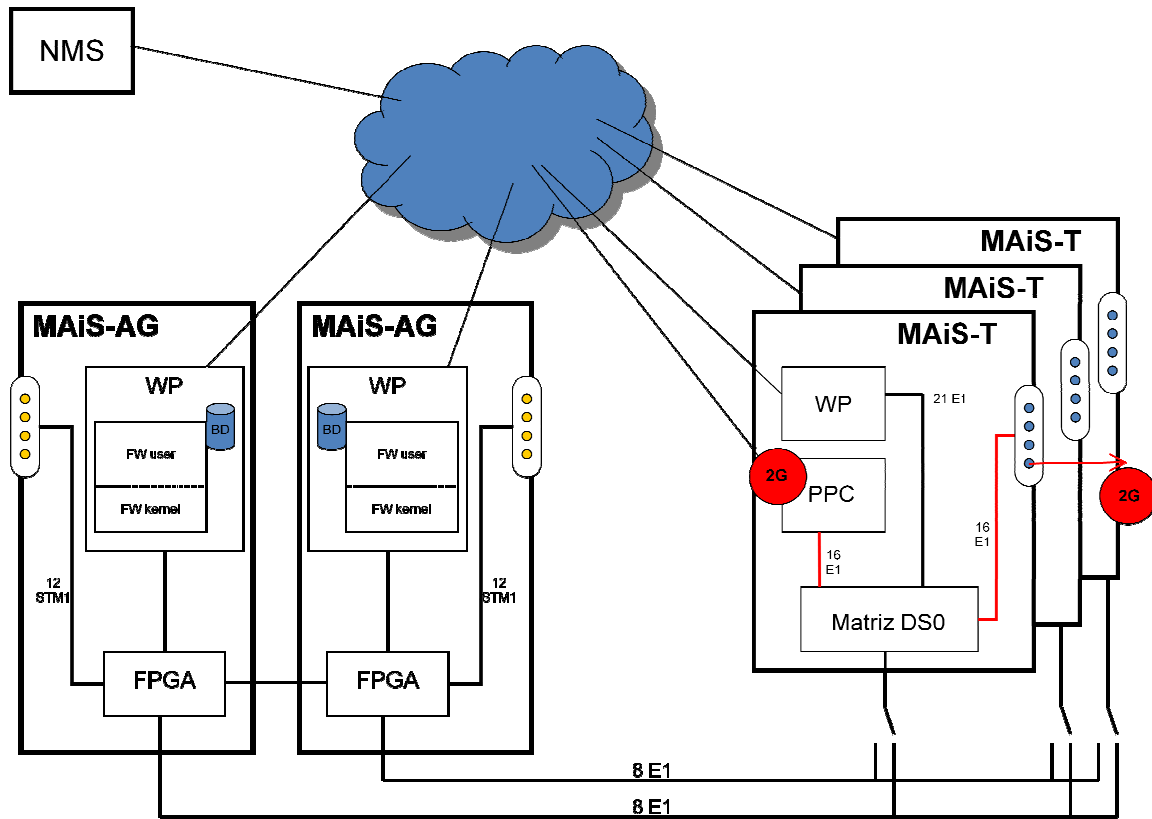 NMS
MAiS-T
MAiS-T
MAiS-T
MAiS-AG
MAiS-AG
WP
BD
FW user
FW kernel
WP
BD
FW user
FW kernel
WP
21 E1
2G
PPC
2G
16
E1
16
E1
12
STM1
12
STM1
Matriz DS0
FPGA
FPGA
8 E1
8 E1